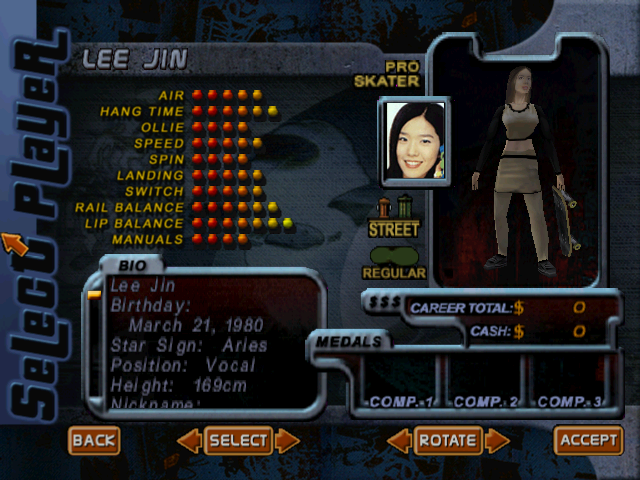 Select Player
LEE JIN
PRO
SKATER
AIR
HANG TIME
OLLIE
SPEED
SPIN
LANDING
SWITCH
RAIL BALANCE
LIP BALANCE
MANUALS
STREET
REGULAR
BIO
Lee Jin
Birthday:
March 21, 1980
Star Sign: Aries
Position: Vocal
Height: 169cm
Nickname:
$$$ CAREER TOTAL: $ 0
CASH: $ 0
MEDALS
COMP. 1 COMP. 2 COMP. 3
BACK SELECT ROTATE ACCEPT